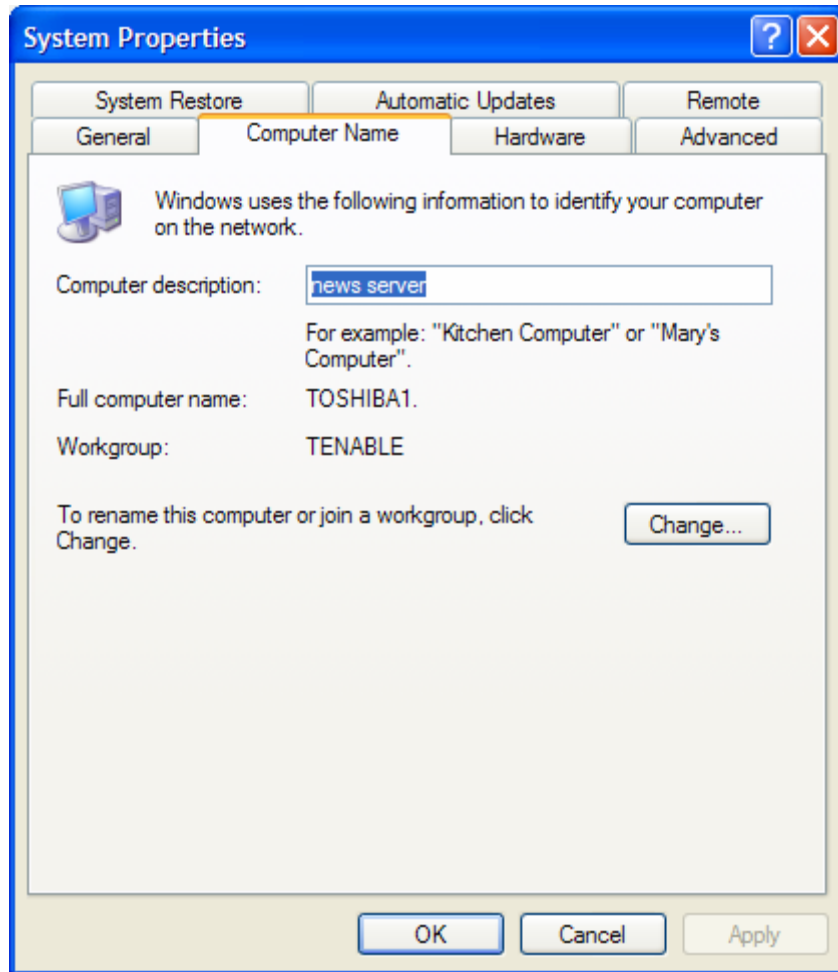 System Properties
?
System Restore Automatic Updates Remote
General Computer Name Hardware Advanced
Windows uses the following information to identify your computer
on the network.
Computer description: news server
For example: "Kitchen Computer" or "Mary's
Computer".
Full computer name: TOSHIBA1.
Workgroup: TENABLE
To rename this computer or join a workgroup, click
Change.
Change...
OK Cancel Apply